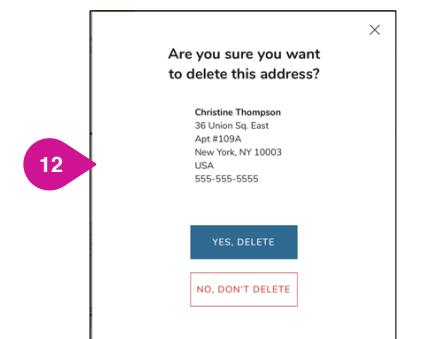 Are you sure you want
to delete this address?
Christine Thompson
36 Union Sq. East
Apt #109A
New York, NY 10003
USA
555-555-5555
12
YES, DELETE
NO, DON'T DELETE